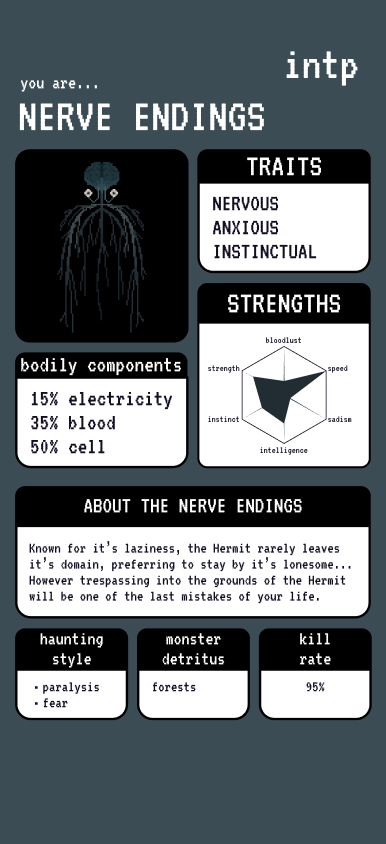 intp
you are...
NERVE ENDINGS
TRAITS
NERVOUS
ANXIOUS
INSTINCTUAL
STRENGTHS
bloodlust
strength
speed
instinct
sadism
intelligence
bodily components
15% electricity
35% blood
50% cell
ABOUT THE NERVE ENDINGS
Known for it's laziness, the Hermit rarely leaves
it's domain, preferring to stay by it's lonesome...
However trespassing into the grounds of the Hermit
will be one of the last mistakes of your life.
haunting
style
• paralysis
• fear
monster
detritus
forests
kill
rate
95%